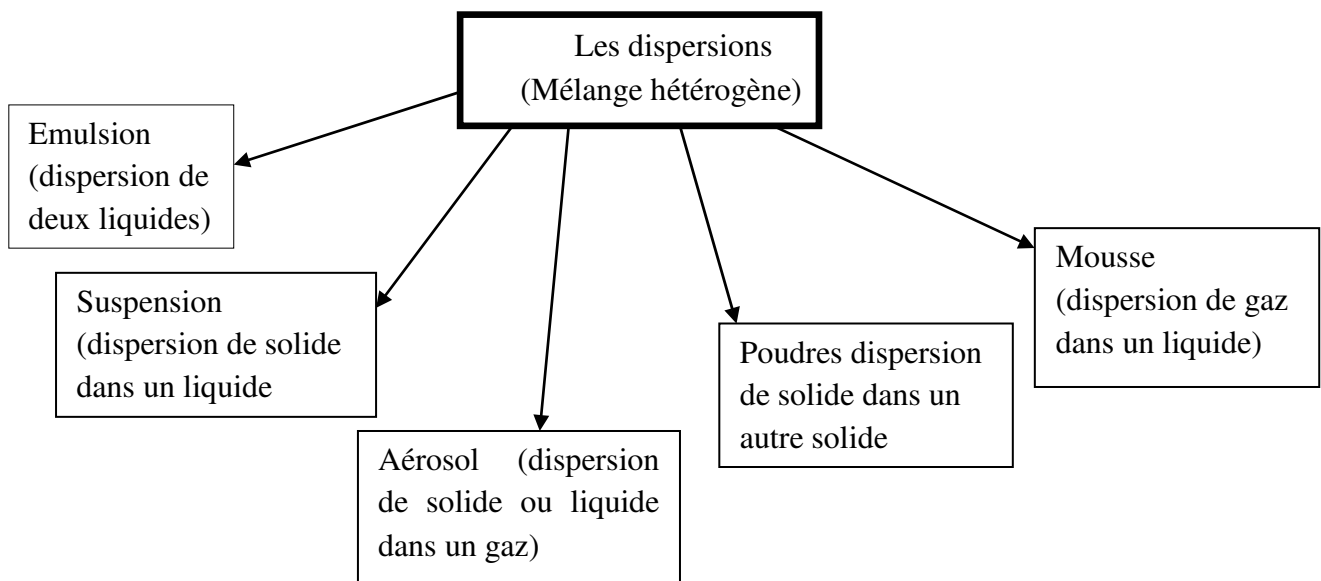 Les dispersions
(Mélange hétérogène)
Emulsion
(dispersion de
deux liquides)
Suspension
(dispersion de solide
dans un liquide
Aérosol (dispersion
de solide ou liquide
dans un gaz)
Poudres dispersion
de solide dans un
autre solide
Mousse
(dispersion de gaz
dans un liquide)